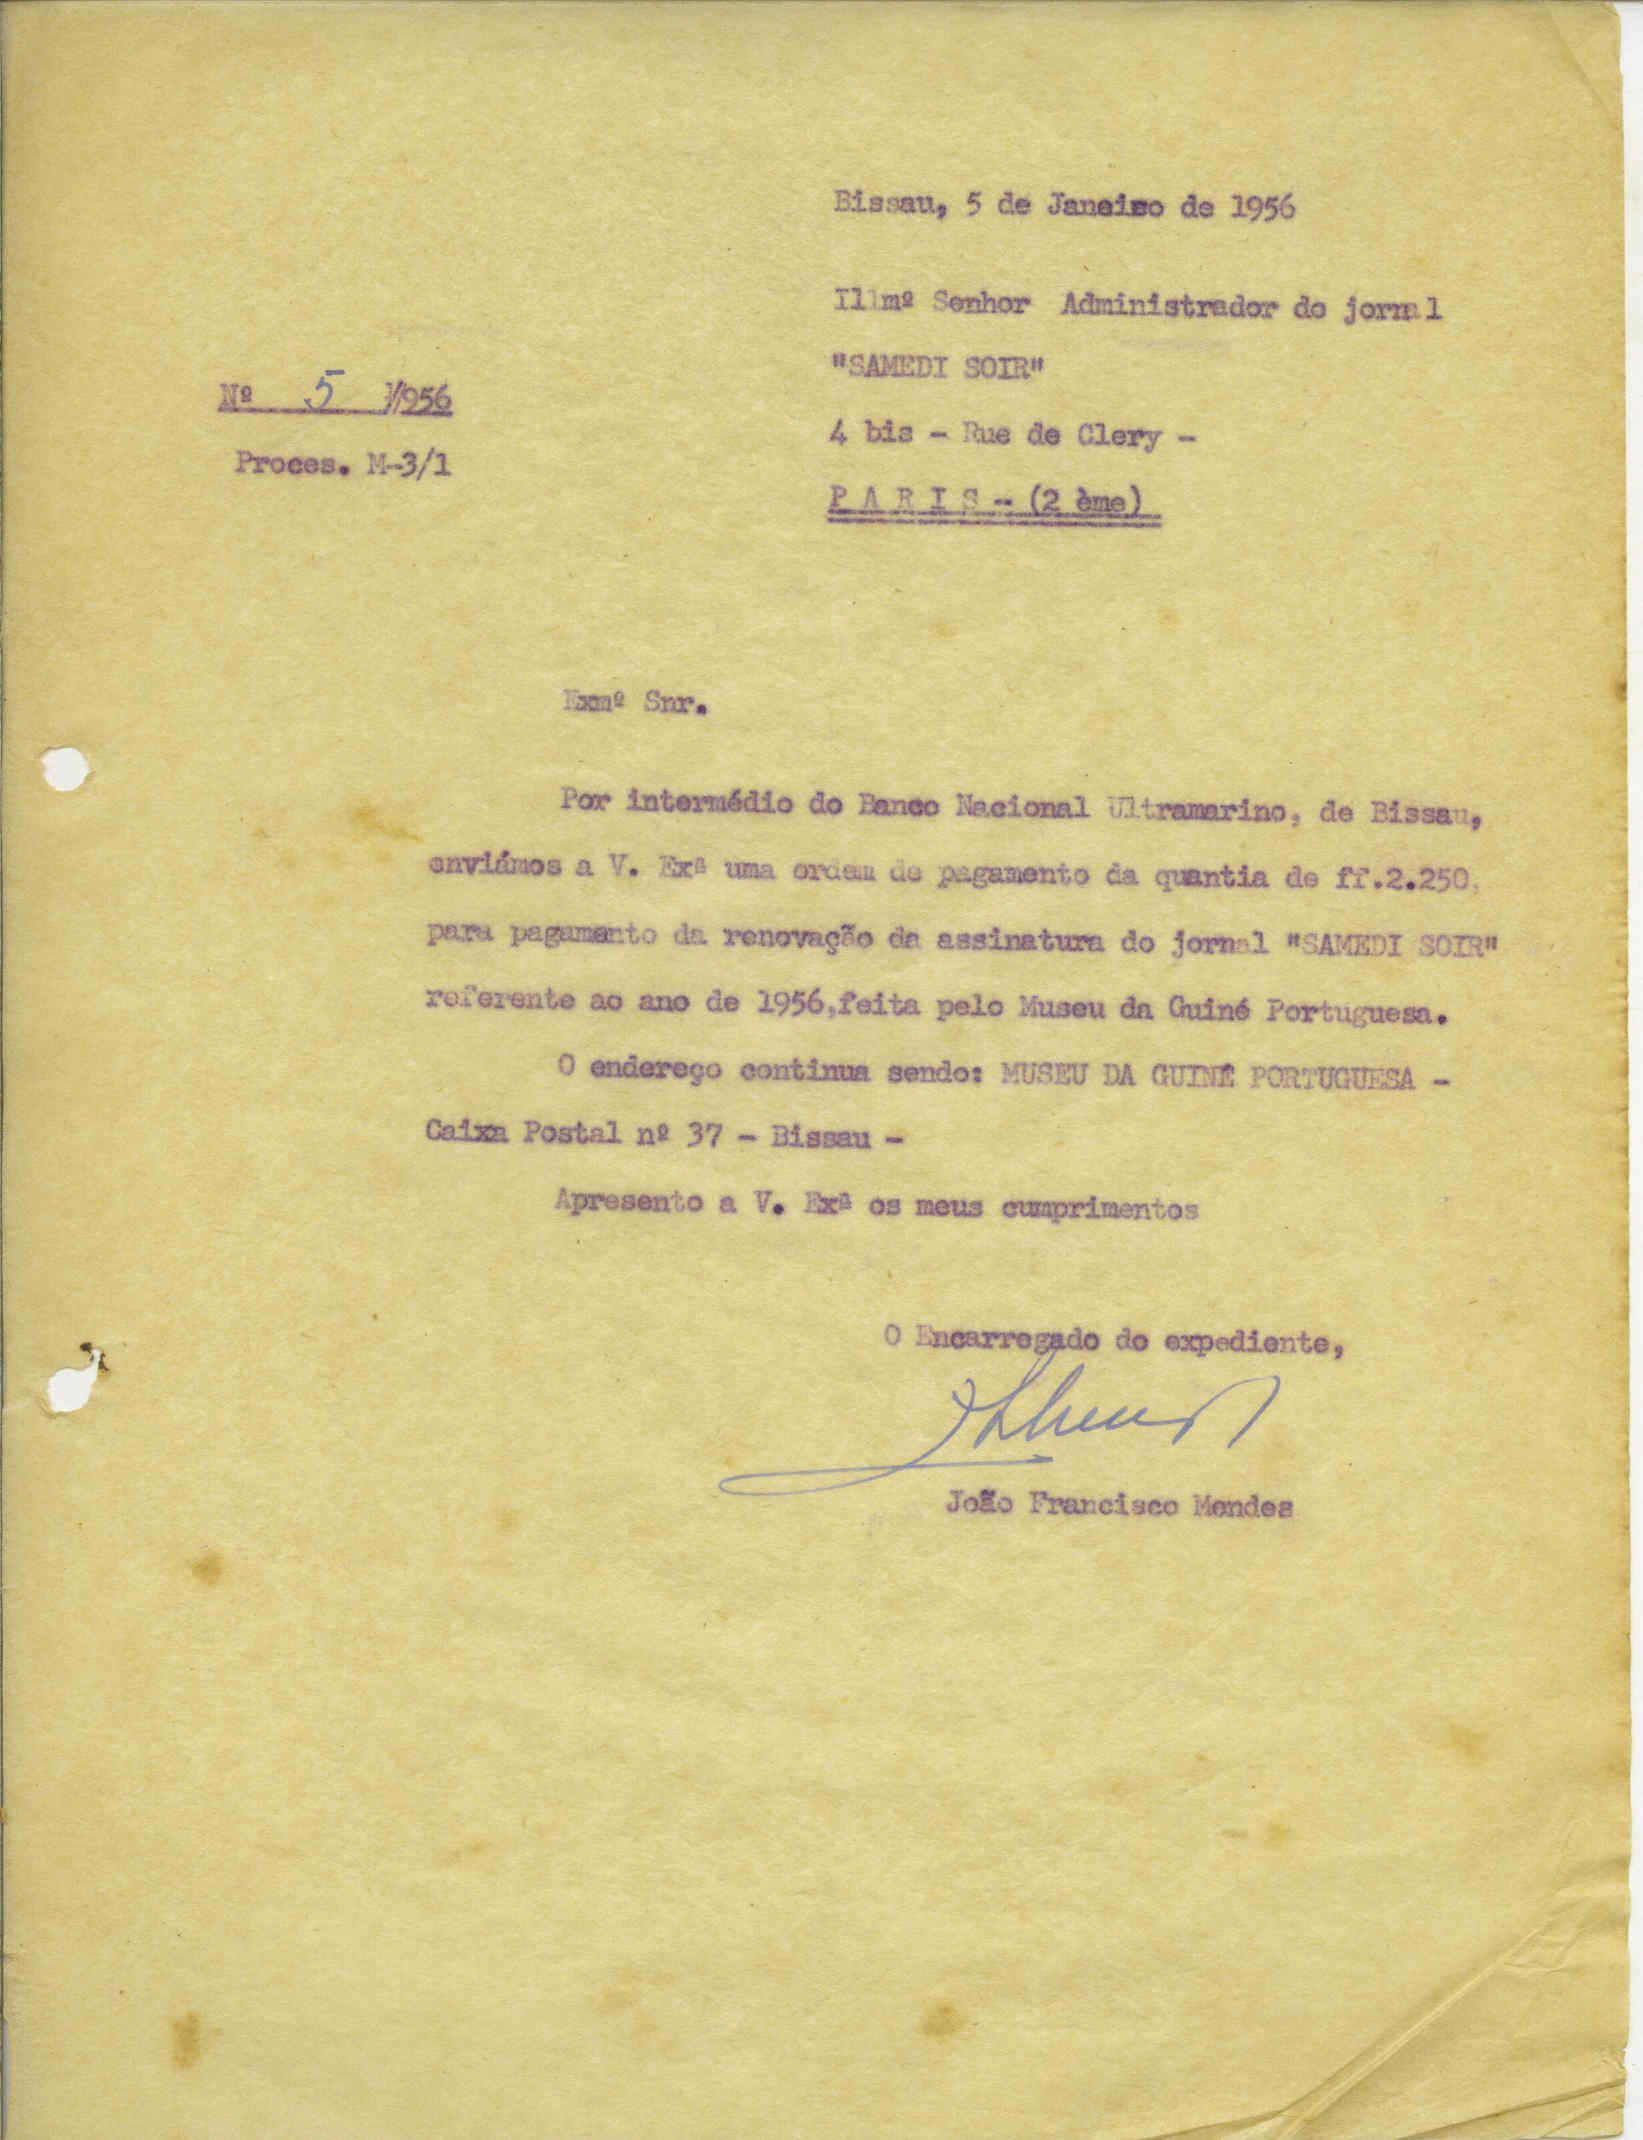 Bissau, 5 de Janeiro de 1956
Illmº Senhor Administrador do jornal
"SAMEDI SOIR"
Nº 5 /956
4 bis - Rue de Clery -
Proces. M-3/1
P A R I S - (2 ème)
Exmº Snr.
Por intermédio do Banco Nacional Ultramarino, de Bissau,
enviámos a V. Exª uma ordem de pagamento da quantia de ff.2.250,
para pagamento da renovação da assinatura do jornal "SAMEDI SOIR"
referente ao ano de 1956,feita pelo Museu da Guiné Portuguesa.
O endereço continua sendo: MUSEU DA GUINÉ PORTUGUESA -
Caixa Postal nº 37 - Bissau -
Apresento a V. Exª os meus cumprimentos
O Encarregado do expediente,
João Francisco Mendes